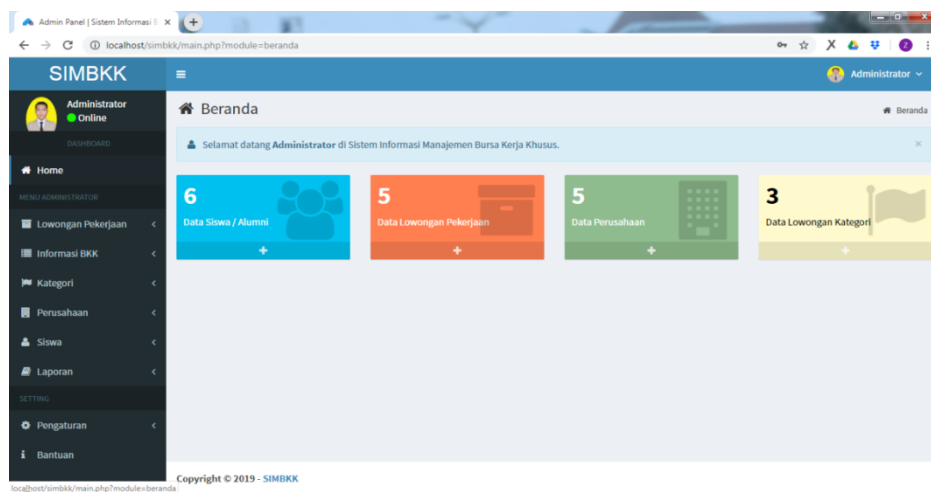 Admin Panel | Sistem Informasi B
localhost/simbkk/main.php?module=beranda
SIMBKK
Administrator
Administrator
Online
Beranda
Beranda
DASHBOARD
Selamat datang Administrator di Sistem Informasi Manajemen Bursa Kerja Khusus.
Home
MENU ADMINISTRATOR
6
Data Siswa / Alumni
5
Data Lowongan Pekerjaan
5
Data Perusahaan
3
Data Lowongan Kategori
Lowongan Pekerjaan
Informasi BKK
Kategori
Perusahaan
Siswa
Laporan
SETTING
Pengaturan
Bantuan
Copyright © 2019 - SIMBKK
localhost/simbkk/main.php?module=beranda